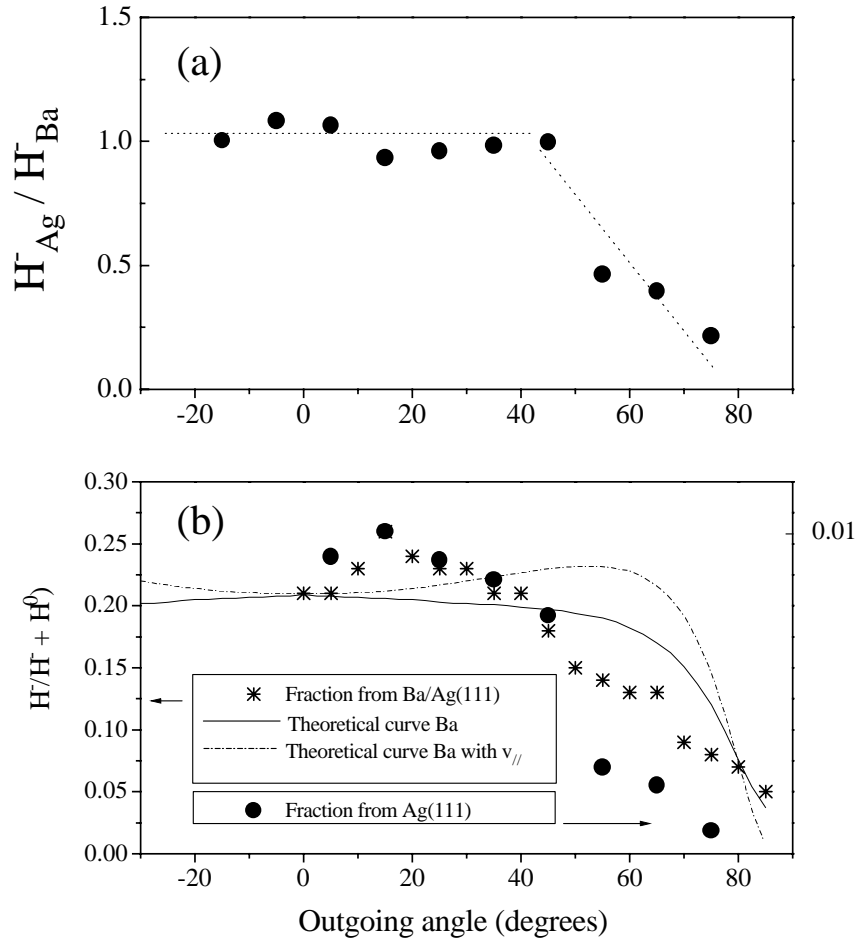 1.5
(a)
1.0
0.5
0.0
H⁻Ag / H⁻Ba
-20 0 20 40 60 80
0.30
(b)
0.01
0.25
0.20
0.15
0.10
0.05
0.00
H⁻/H⁻ + H⁰
Fraction from Ba/Ag(111)
Theoretical curve Ba
Theoretical curve Ba with v//
Fraction from Ag(111)
-20 0 20 40 60 80
Outgoing angle (degrees)